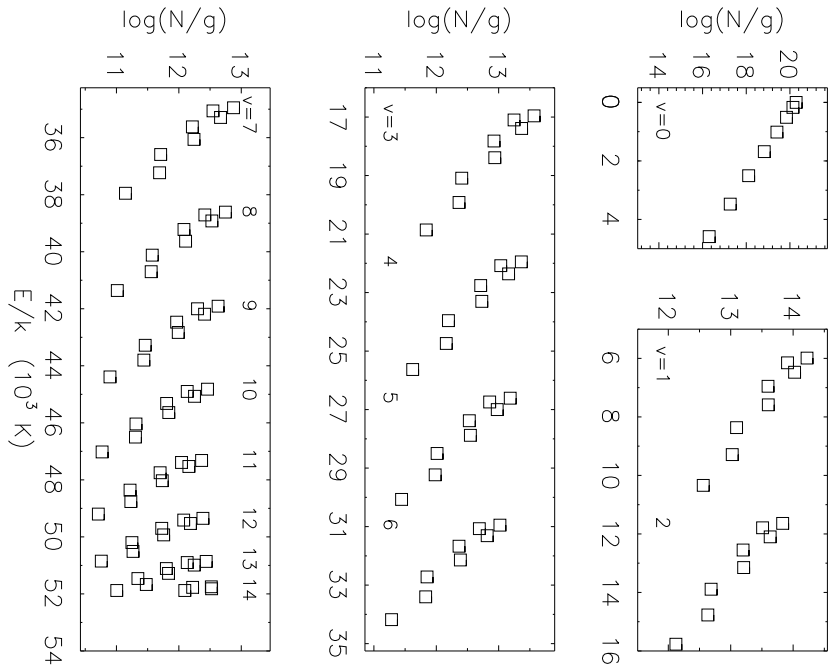 log(N/g)
20
18
16
14
v=0
0 2 4
14
13
12
v=1 2
6 8 10 12 14 16
log(N/g)
13
12
11
v=3 4 5 6
17 19 21 23 25 27 29 31 33 35
log(N/g)
13
12
11
v=7 8 9 10 11 12 13 14
36 38 40 42 44 46 48 50 52 54
E/k (10³ K)